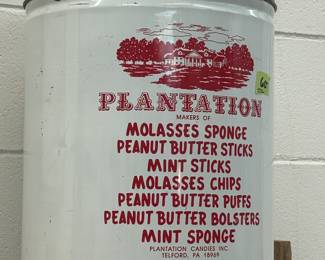 PLANTATION
MAKERS OF
MOLASSES SPONGE
PEANUT BUTTER STICKS
MINT STICKS
MOLASSES CHIPS
PEANUT BUTTER PUFFS
PEANUT BUTTER BOLSTERS
MINT SPONGE
PLANTATION CANDIES INC.
TELFORD, PA 18969